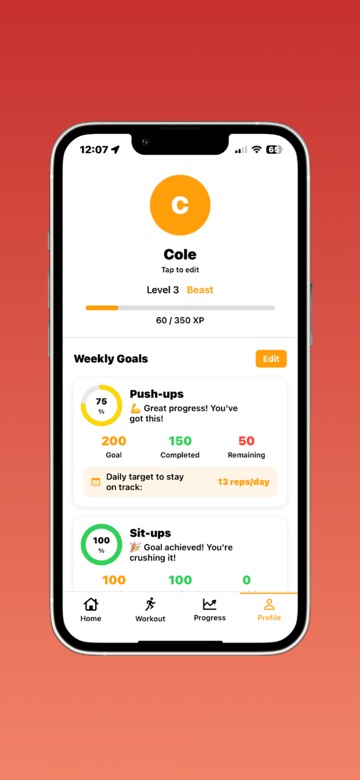 12:07
69
C
Cole
Tap to edit
Level 3 Beast
60 / 350 XP
Weekly Goals
Edit
75
%
Push-ups
💪 Great progress! You've
got this!
200
150
50
Goal
Completed
Remaining
Daily target to stay
on track:
13 reps/day
100
%
Sit-ups
🎉 Goal achieved! You're
crushing it!
100
100
0
Home
Workout
Progress
Profile